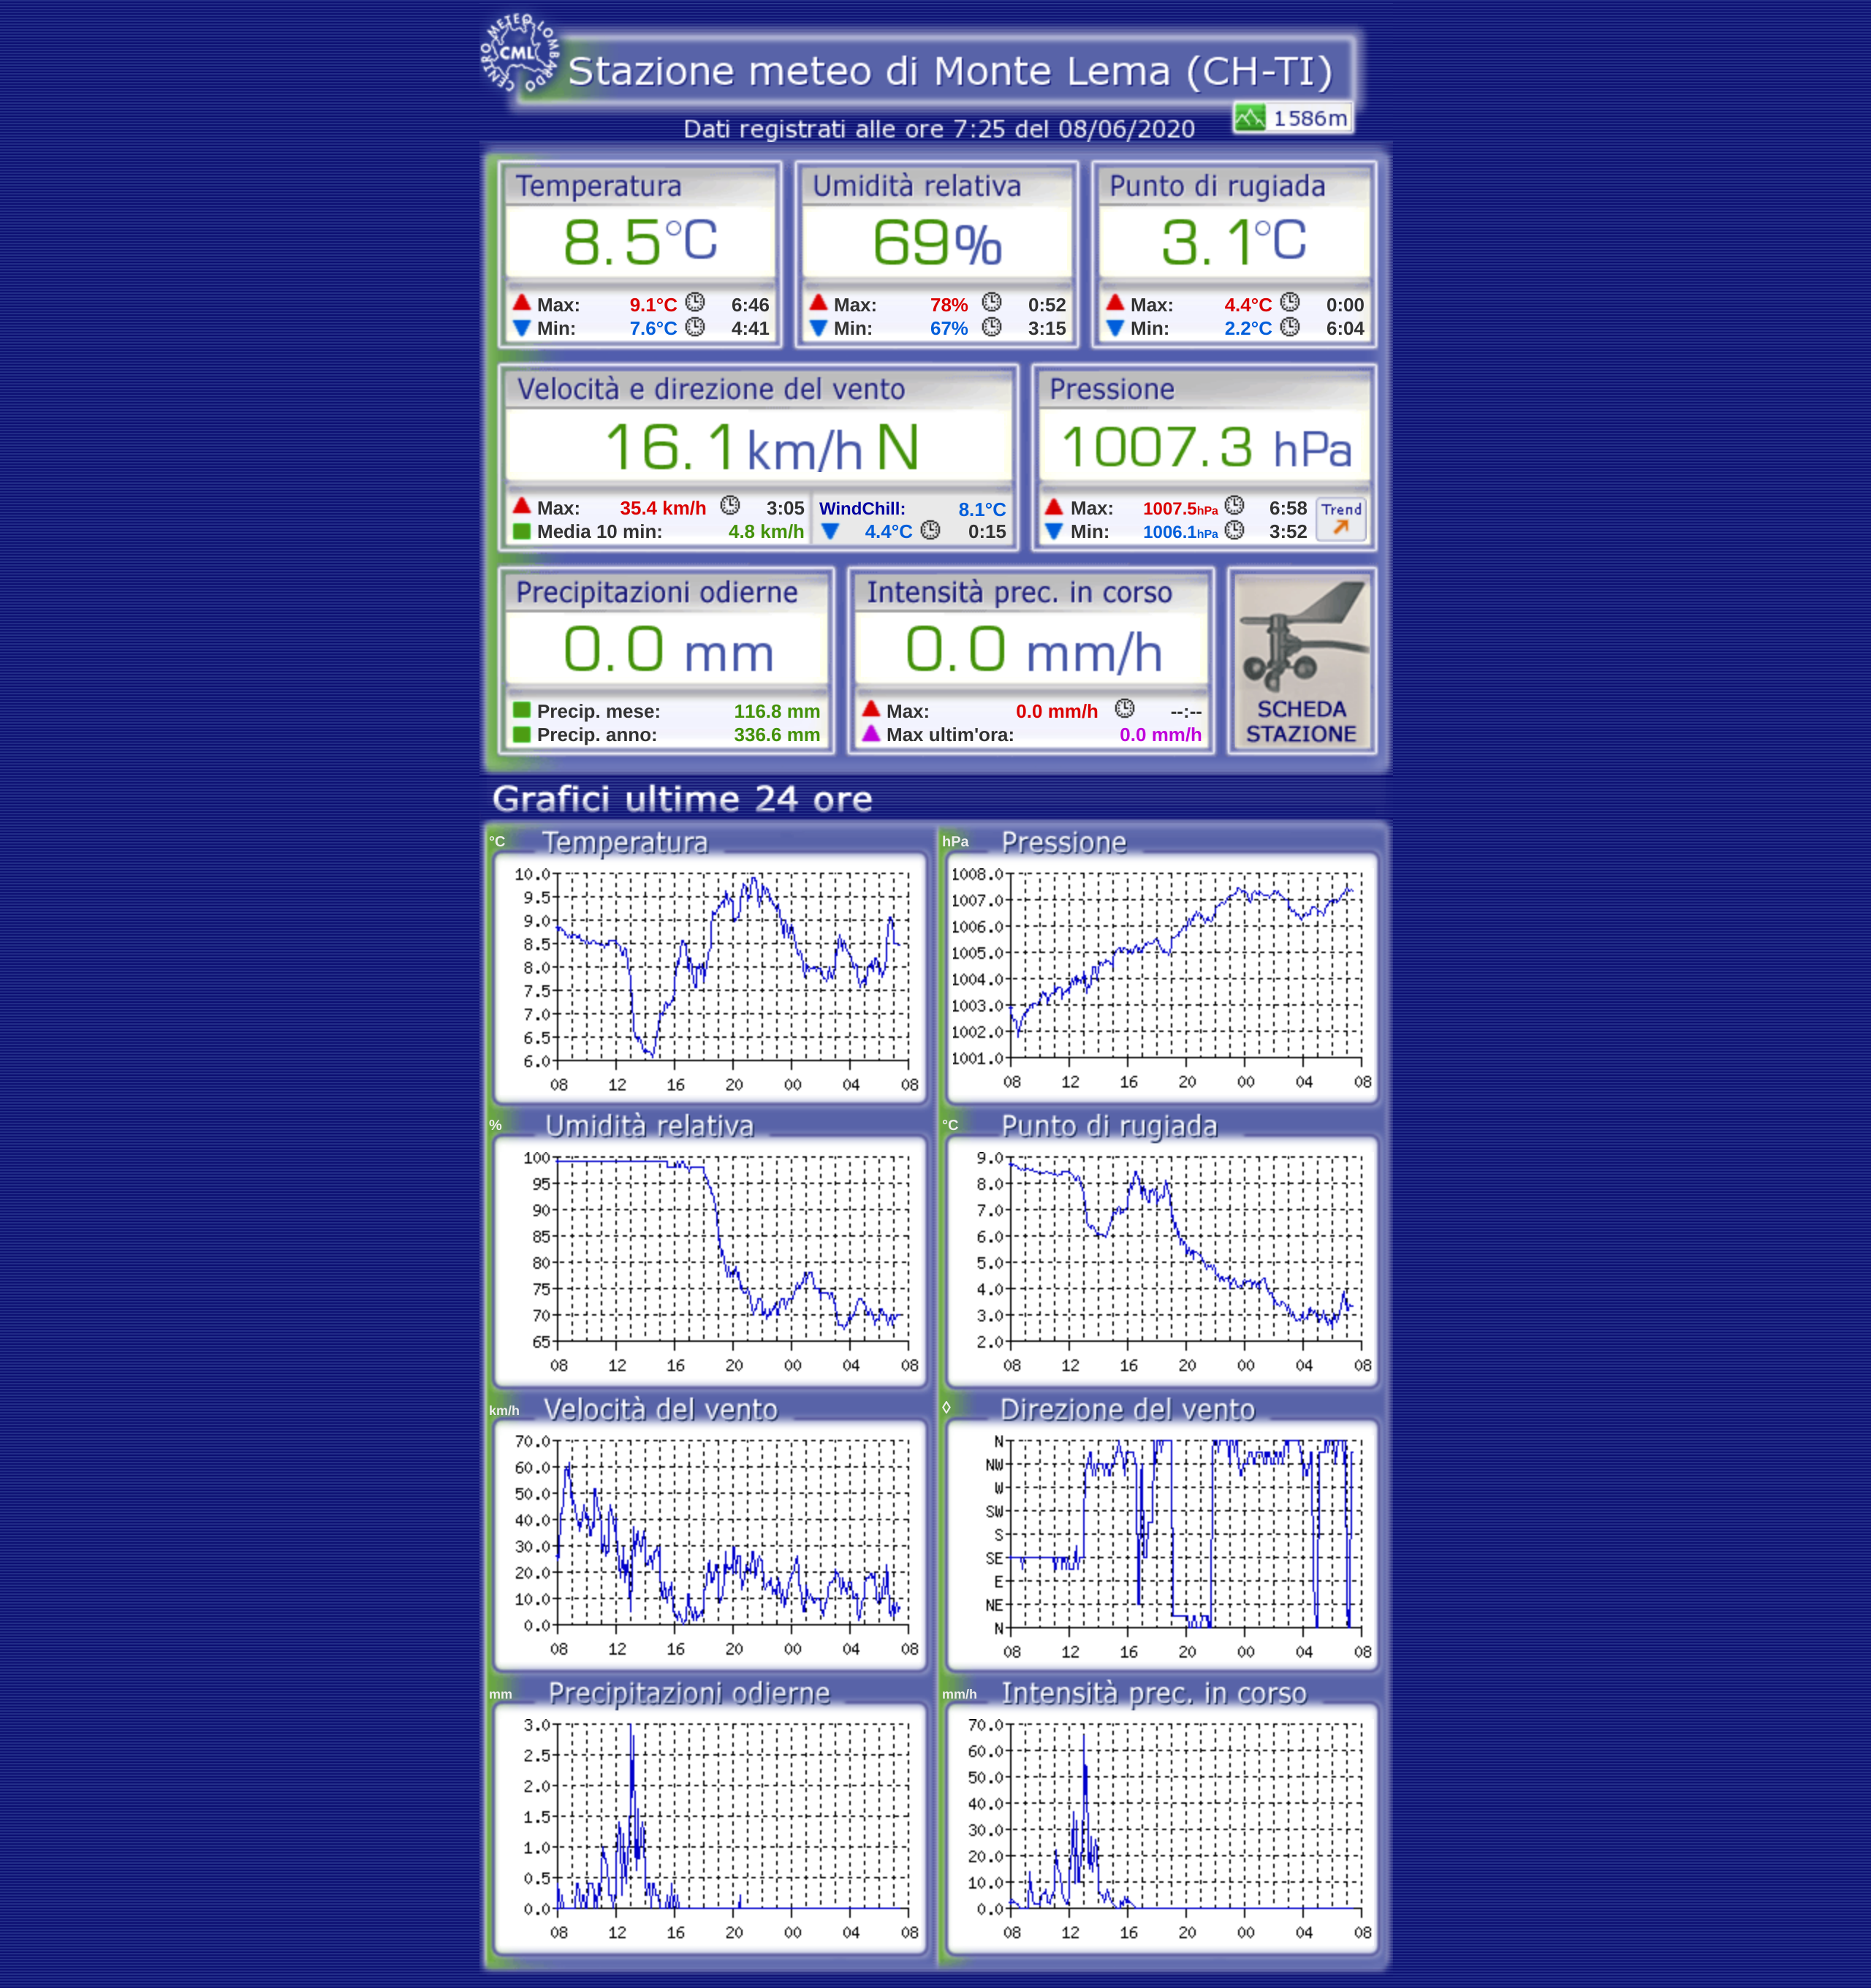 CENTRO METEO LOMBARDO
CML
Stazione meteo di Monte Lema (CH-TI)
1586m
Dati registrati alle ore 7:25 del 08/06/2020
Temperatura Umidità relativa Punto di rugiada
8.5°C 69% 3.1°C
Max: 9.1°C 6:46 Max: 78% 0:52 Max: 4.4°C 0:00
Min: 7.6°C 4:41 Min: 67% 3:15 Min: 2.2°C 6:04
Velocità e direzione del vento Pressione
16.1km/h N 1007.3 hPa
Max: 35.4 km/h 3:05 WindChill: 8.1°C Max: 1007.5hPa 6:58 Trend
Media 10 min: 4.8 km/h 4.4°C 0:15 Min: 1006.1hPa 3:52
Precipitazioni odierne Intensità prec. in corso
0.0 mm 0.0 mm/h
Precip. mese: 116.8 mm Max: 0.0 mm/h --:-- SCHEDA
Precip. anno: 336.6 mm Max ultim'ora: 0.0 mm/h STAZIONE
Grafici ultime 24 ore
°C Temperatura
10.0
9.5
9.0
8.5
8.0
7.5
7.0
6.5
6.0
08 12 16 20 00 04 08
hPa Pressione
1008.0
1007.0
1006.0
1005.0
1004.0
1003.0
1002.0
1001.0
08 12 16 20 00 04 08
% Umidità relativa
100
95
90
85
80
75
70
65
08 12 16 20 00 04 08
°C Punto di rugiada
9.0
8.0
7.0
6.0
5.0
4.0
3.0
2.0
08 12 16 20 00 04 08
km/h Velocità del vento
70.0
60.0
50.0
40.0
30.0
20.0
10.0
0.0
08 12 16 20 00 04 08
◊ Direzione del vento
N
NW
W
SW
S
SE
E
NE
N
08 12 16 20 00 04 08
mm Precipitazioni odierne
3.0
2.5
2.0
1.5
1.0
0.5
0.0
08 12 16 20 00 04 08
mm/h Intensità prec. in corso
70.0
60.0
50.0
40.0
30.0
20.0
10.0
0.0
08 12 16 20 00 04 08